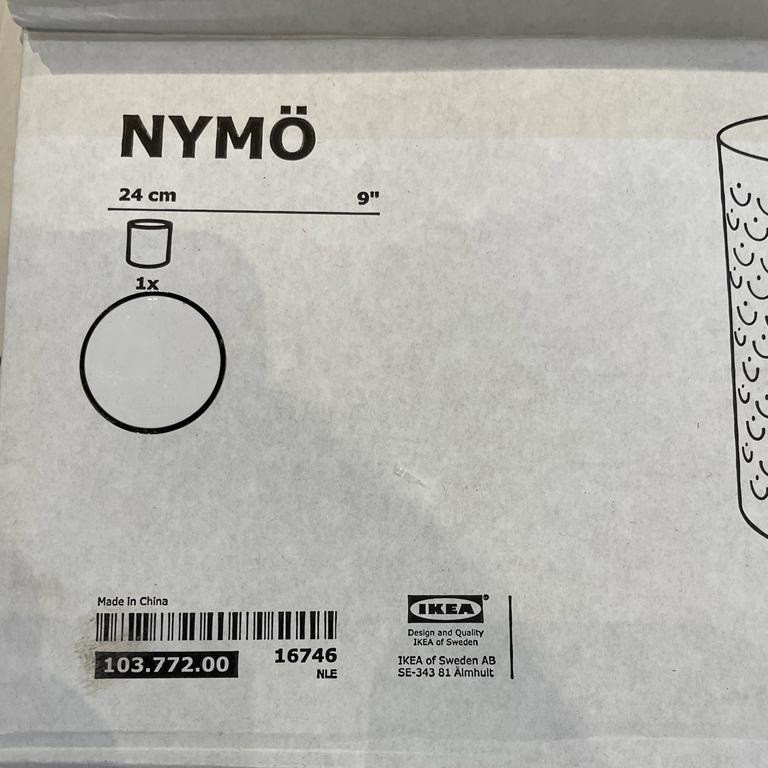 NYMÖ
24 cm 9"
1x
Made in China
103.772.00
16746
NLE
IKEA®
Design and Quality
IKEA of Sweden
IKEA of Sweden AB
SE-343 81 Älmhult